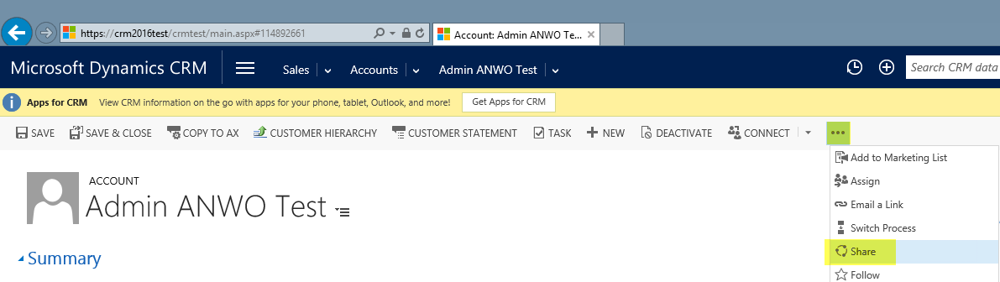 https://crm2016test/crmtest/main.aspx#114892661
Account: Admin ANWO Te...
Microsoft Dynamics CRM
Sales
Accounts
Admin ANWO Test
Search CRM data
Apps for CRM
View CRM information on the go with apps for your phone, tablet, Outlook, and more!
Get Apps for CRM
SAVE
SAVE & CLOSE
COPY TO AX
CUSTOMER HIERARCHY
CUSTOMER STATEMENT
TASK
NEW
DEACTIVATE
CONNECT
Add to Marketing List
Assign
Email a Link
Switch Process
Share
Follow
ACCOUNT
Admin ANWO Test
Summary